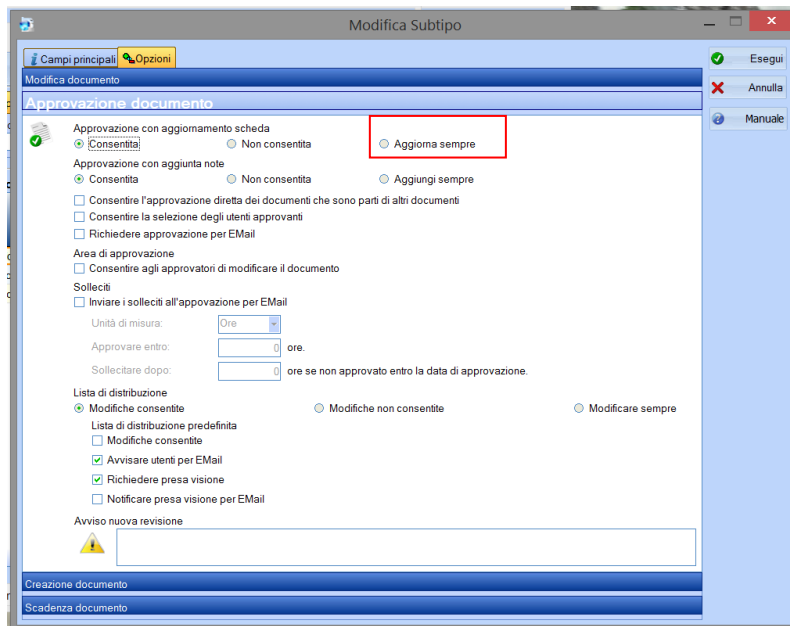 Modifica Subtipo
Campi principali Opzioni
Esegui
Modifica documento
Annulla
Approvazione documento
Manuale
Approvazione con aggiornamento scheda
Consentita Non consentita Aggiorna sempre
Approvazione con aggiunta note
Consentita Non consentita Aggiungi sempre
Consentire l'approvazione diretta dei documenti che sono parti di altri documenti
Consentire la selezione degli utenti approvanti
Richiedere approvazione per EMail
Area di approvazione
Consentire agli approvatori di modificare il documento
Solleciti
Inviare i solleciti all'appovazione per EMail
Unità di misura: Ore
Approvare entro: 0 ore.
Sollecitare dopo: 0 ore se non approvato entro la data di approvazione.
Lista di distribuzione
Modifiche consentite Modifiche non consentite Modificare sempre
Lista di distribuzione predefinita
Modifiche consentite
Avvisare utenti per EMail
Richiedere presa visione
Notificare presa visione per EMail
Avviso nuova revisione
Creazione documento
Scadenza documento